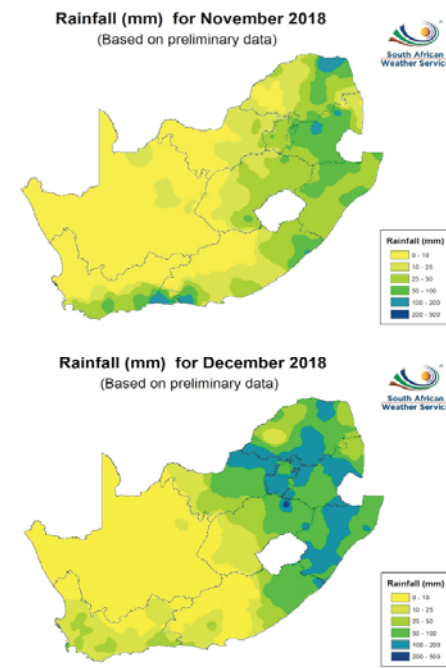 Rainfall (mm) for November 2018
(Based on preliminary data)
South African
Weather Service
Rainfall (mm)
0 - 10
10 - 25
25 - 50
50 - 100
100 - 200
200 - 500
Rainfall (mm) for December 2018
(Based on preliminary data)
South African
Weather Service
Rainfall (mm)
0 - 10
10 - 25
25 - 50
50 - 100
100 - 200
200 - 500